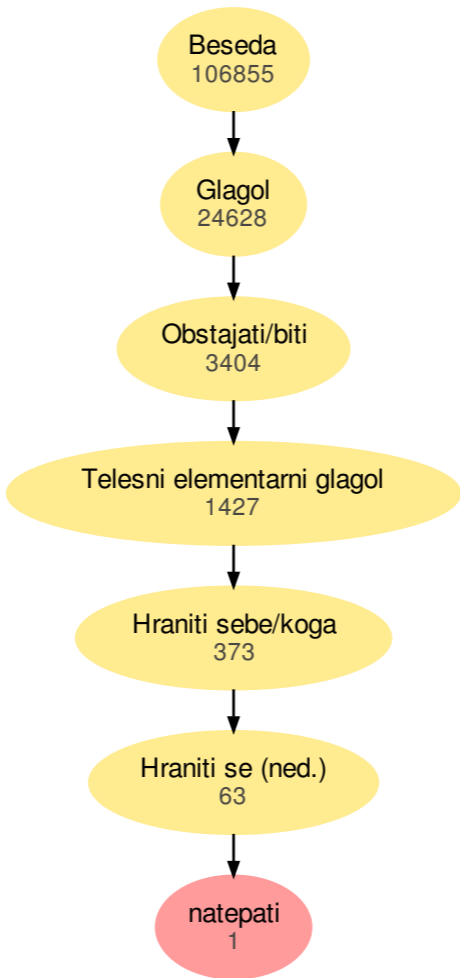 Beseda
106855
Glagol
24628
Obstajati/biti
3404
Telesni elementarni glagol
1427
Hraniti sebe/koga
373
Hraniti se (ned.)
63
natepati
1